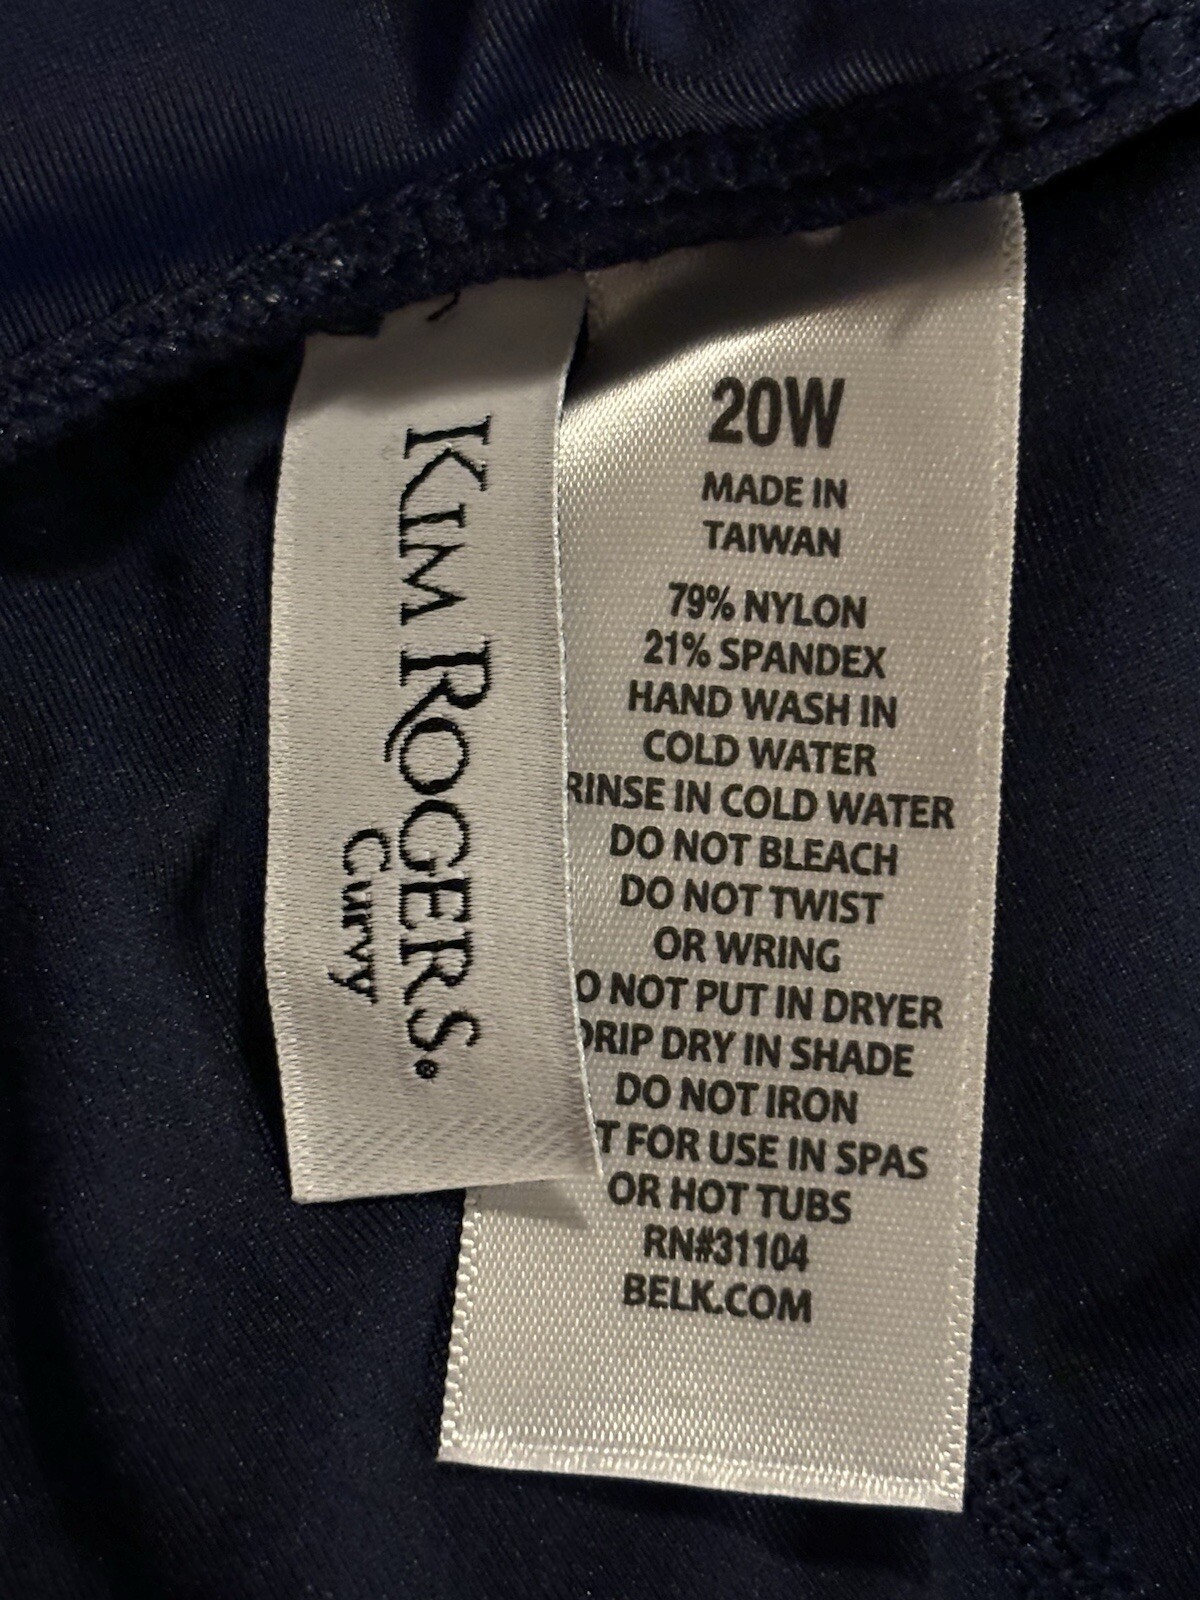 KIM ROGERS®
Curvy
20W
MADE IN
TAIWAN
79% NYLON
21% SPANDEX
HAND WASH IN
COLD WATER
RINSE IN COLD WATER
DO NOT BLEACH
DO NOT TWIST
OR WRING
O NOT PUT IN DRYER
DRIP DRY IN SHADE
DO NOT IRON
T FOR USE IN SPAS
OR HOT TUBS
RN#31104
BELK.COM